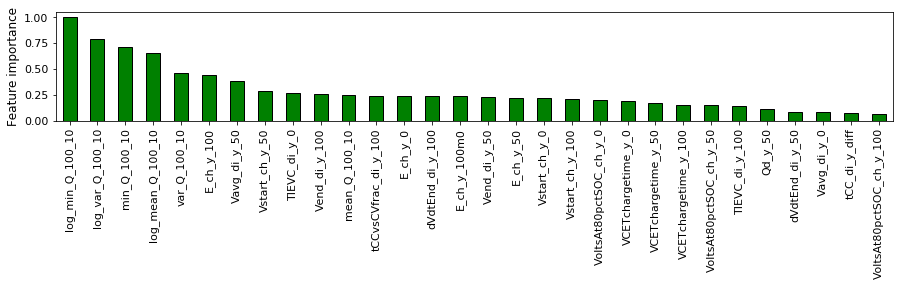 Feature importance
1.00
0.75
0.50
0.25
0.00
log_min_Q_100_10
log_var_Q_100_10
min_Q_100_10
log_mean_Q_100_10
var_Q_100_10
E_ch_y_100
Vavg_di_y_50
Vstart_ch_y_50
TIEVC_di_y_0
Vend_di_y_100
mean_Q_100_10
tCCvsCVfrac_di_y_100
E_ch_y_0
dVdtEnd_di_y_100
E_ch_y_100m0
Vend_di_y_50
E_ch_y_50
Vstart_ch_y_0
Vstart_ch_y_100
VoltsAt80pctSOC_ch_y_0
VCETchargetime_y_0
VCETchargetime_y_50
VCETchargetime_y_100
VoltsAt80pctSOC_ch_y_50
TIEVC_di_y_100
Qd_y_50
dVdtEnd_di_y_50
Vavg_di_y_0
tCC_di_y_diff
VoltsAt80pctSOC_ch_y_100